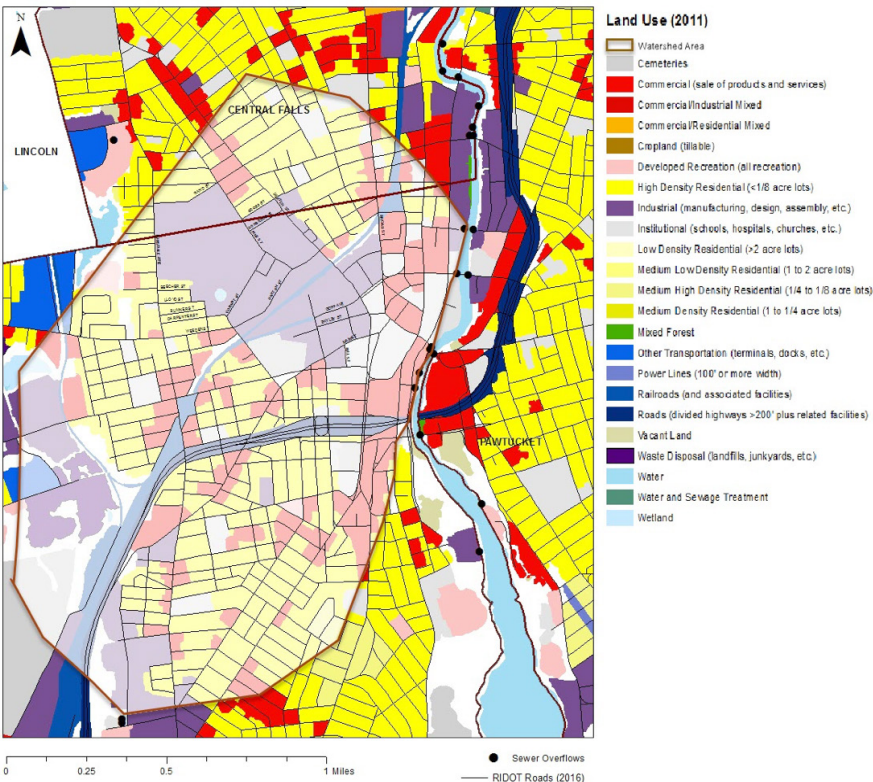 N
CENTRAL FALLS
LINCOLN
PAWTUCKET
Land Use (2011)
Watershed Area
Cemeteries
Commercial (sale of products and services)
Commercial/Industrial Mixed
Commercial/Residential Mixed
Cropland (tillable)
Developed Recreation (all recreation)
High Density Residential (<1/8 acre lots)
Industrial (manufacturing, design, assembly, etc.)
Institutional (schools, hospitals, churches, etc.)
Low Density Residential (>2 acre lots)
Medium Low Density Residential (1 to 2 acre lots)
Medium High Density Residential (1/4 to 1/8 acre lots)
Medium Density Residential (1 to 1/4 acre lots)
Mixed Forest
Other Transportation (terminals, docks, etc.)
Power Lines (100' or more width)
Railroads (and associated facilities)
Roads (divided highways >200' plus related facilities)
Vacant Land
Waste Disposal (landfills, junkyards, etc.)
Water
Water and Sewage Treatment
Wetland
0 0.25 0.5 1 Miles
Sewer Overflows
RIDOT Roads (2016)